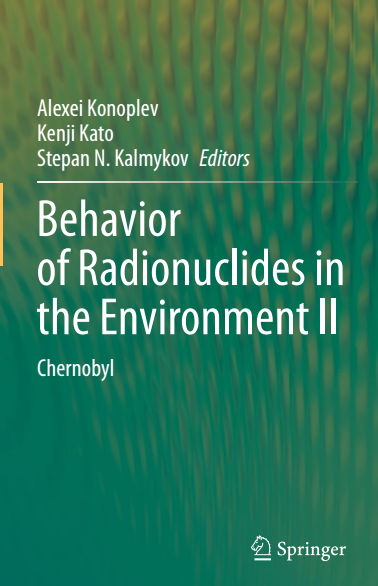 Alexei Konoplev
Kenji Kato
Stepan N. Kalmykov Editors
Behavior
of Radionuclides in
the Environment II
Chernobyl
Springer